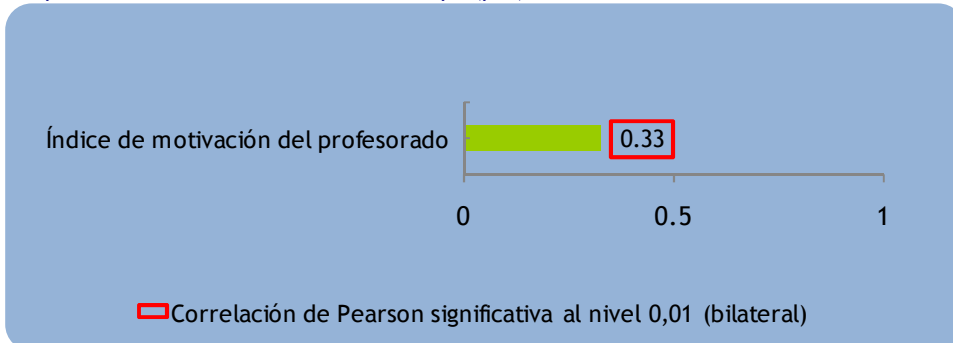 Índice de motivación del profesorado
0.33
0 0.5 1
Correlación de Pearson significativa al nivel 0,01 (bilateral)